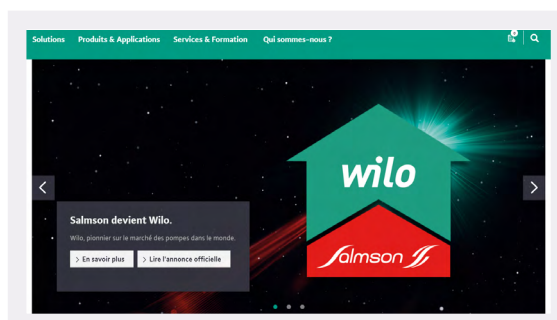 Solutions Produits & Applications Services & Formation Qui sommes-nous ?
wilo
Salmson
Salmson devient Wilo.
Wilo, pionnier sur le marché des pompes dans le monde.
> En savoir plus > Lire l'annonce officielle